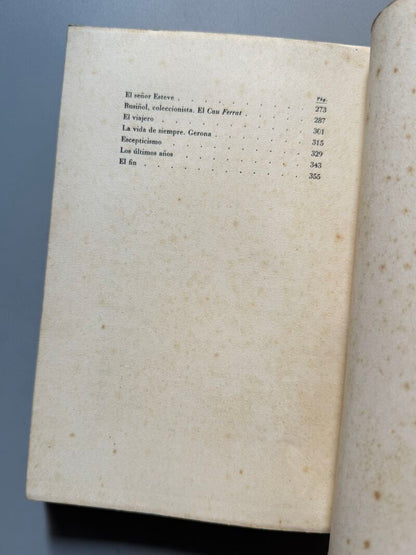 Pág.
El señor Esteve . . . . . . . . . . 273
Rusiñol, coleccionista. El Cau Ferrat . . . . . . 287
El viajero . . . . . . . . . . . 301
La vida de siempre. Gerona . . . . . . . . 315
Escepticismo . . . . . . . . . . 329
Los últimos años . . . . . . . . . . 343
El fin . . . . . . . . . . . . 355